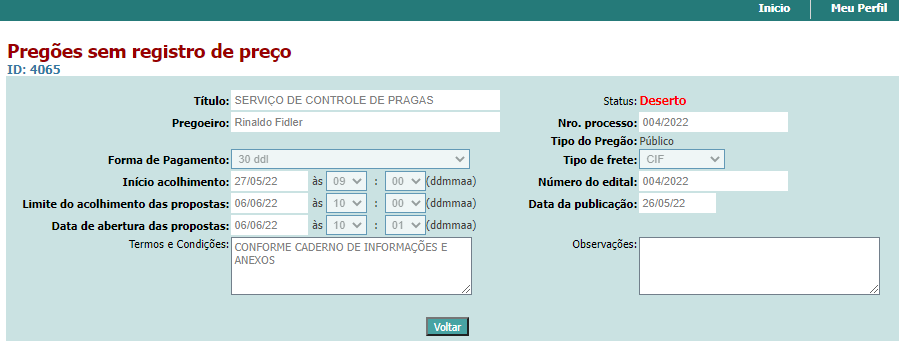 Inicio Meu Perfil
Pregões sem registro de preço
ID: 4065
Título: SERVIÇO DE CONTROLE DE PRAGAS Status: Deserto
Pregoeiro: Rinaldo Fidler Nro. processo: 004/2022
Tipo do Pregão: Público
Forma de Pagamento: 30 ddl Tipo de frete: CIF
Início acolhimento: 27/05/22 às 09 : 00 (ddmmaa) Número do edital: 004/2022
Limite do acolhimento das propostas: 06/06/22 às 10 : 00 (ddmmaa) Data da publicação: 26/05/22
Data de abertura das propostas: 06/06/22 às 10 : 01 (ddmmaa)
Termos e Condições: CONFORME CADERNO DE INFORMAÇÕES E Observações:
ANEXOS
Voltar